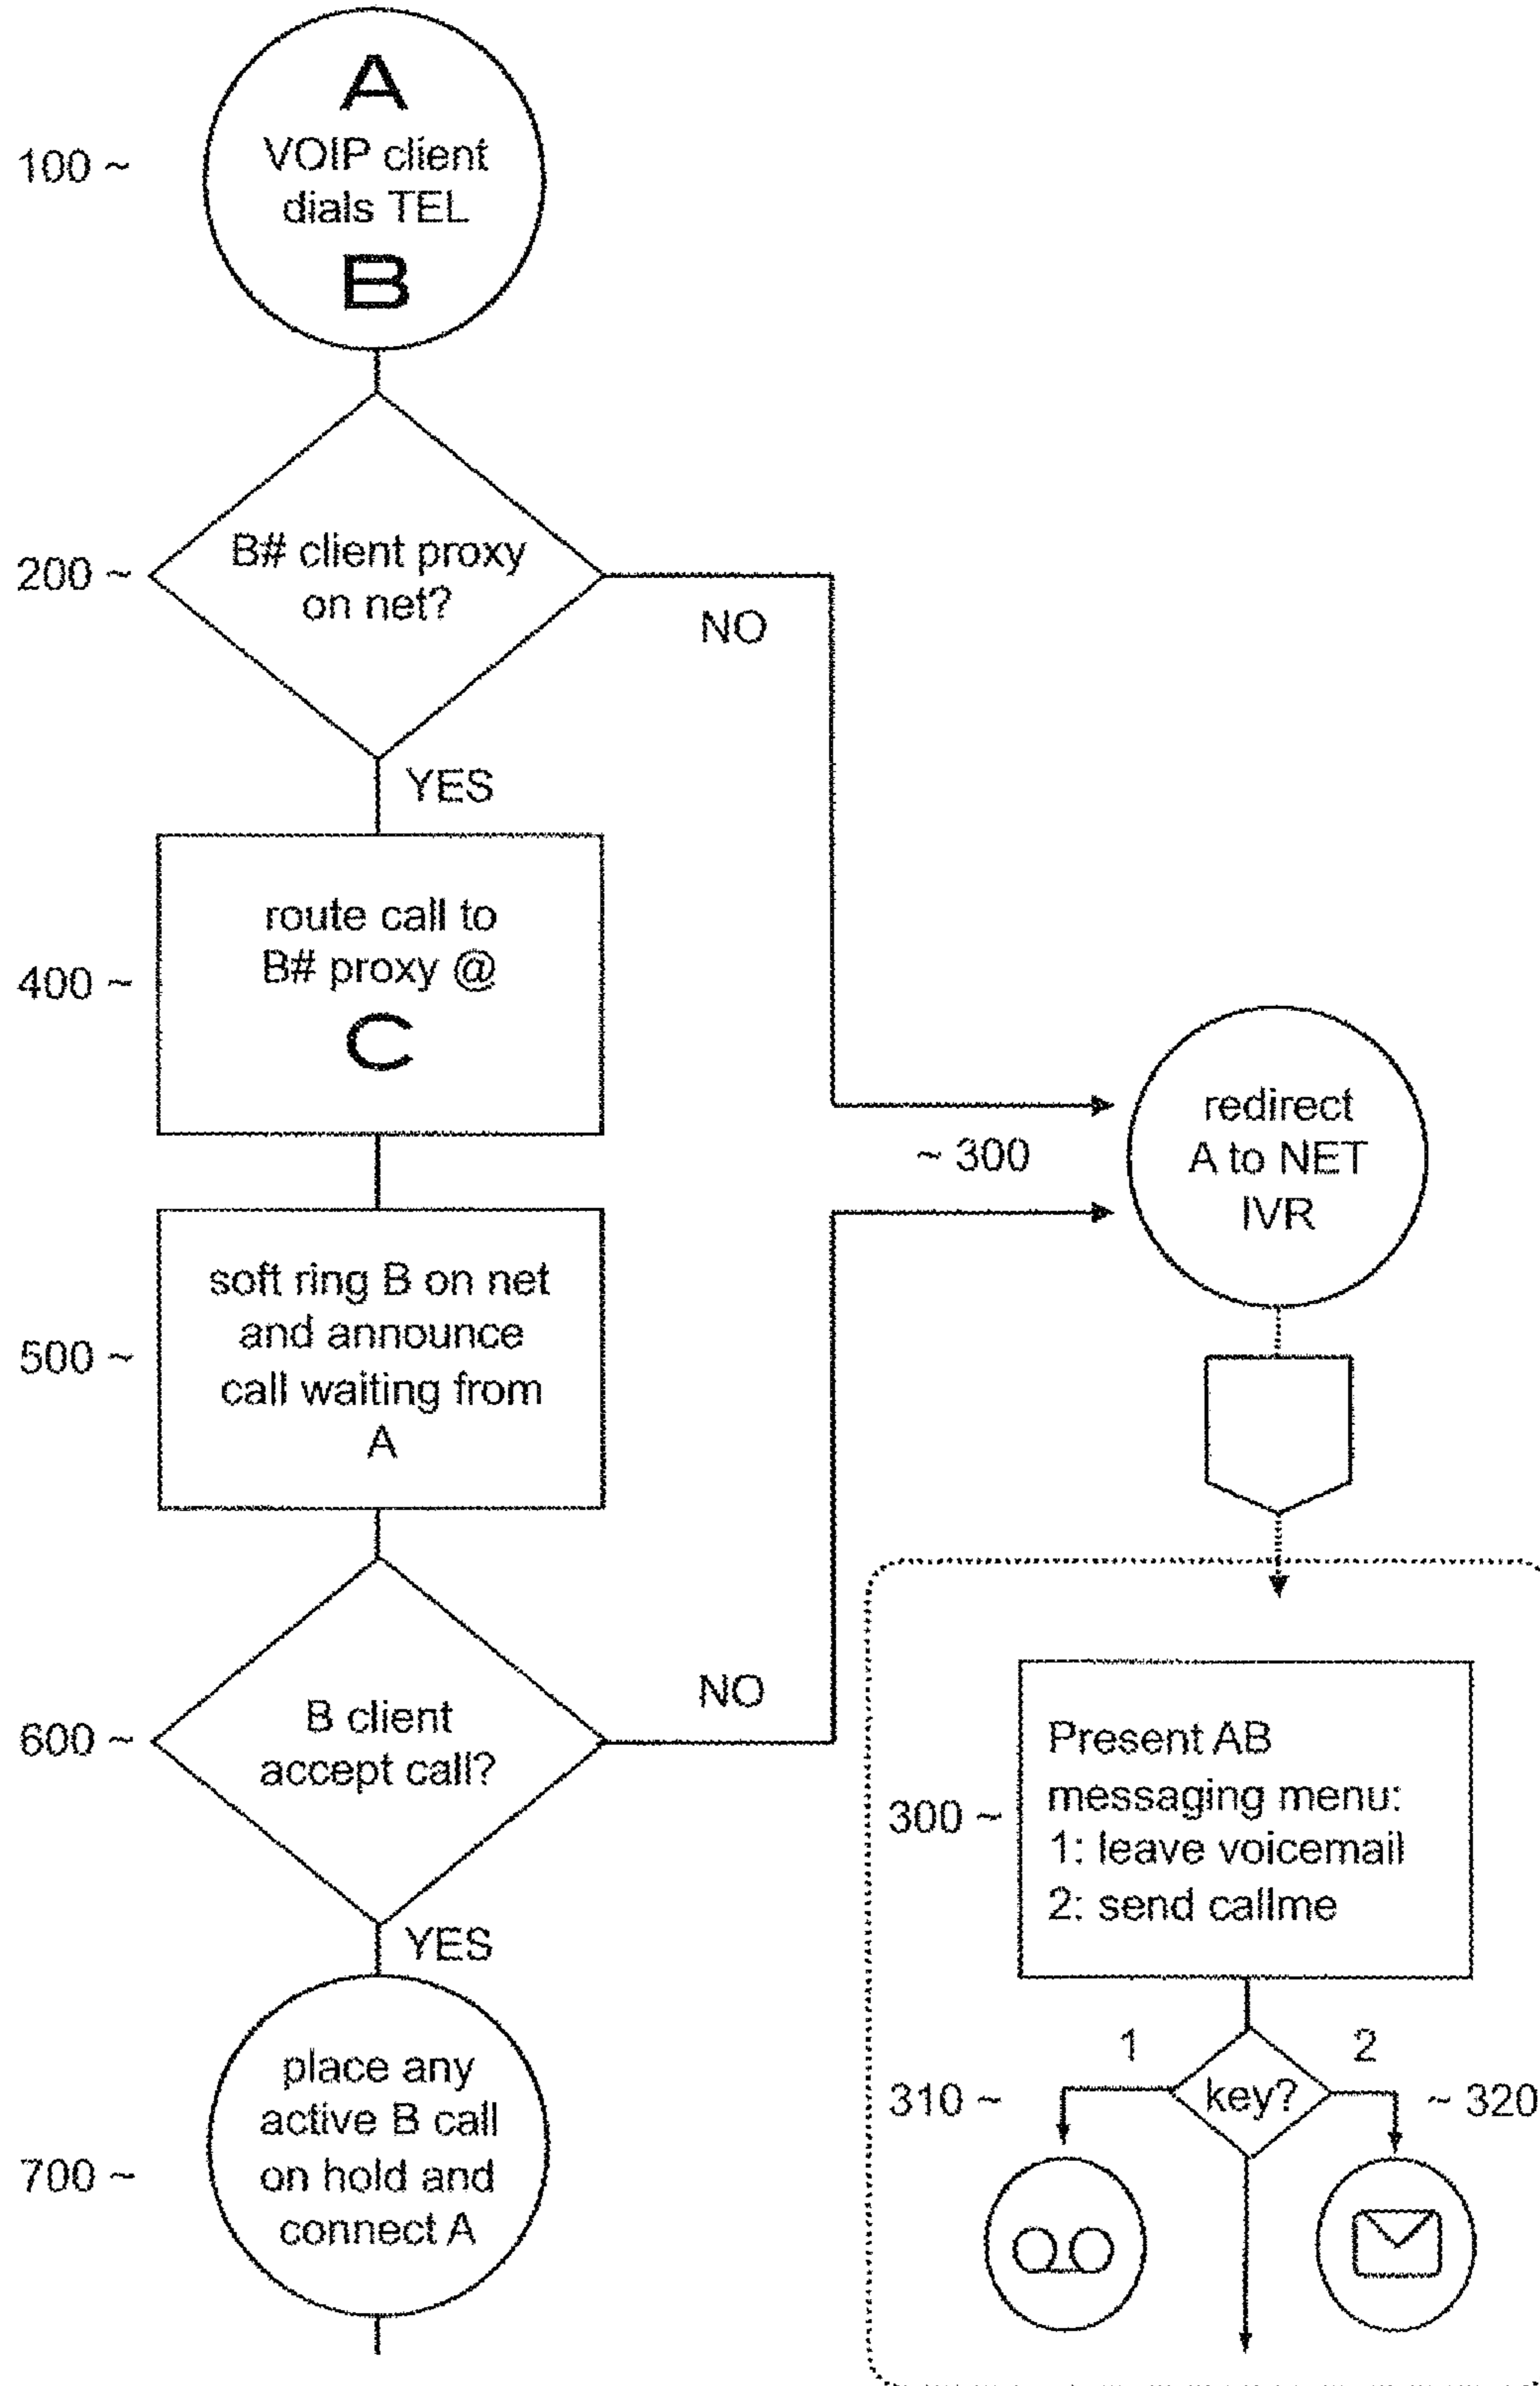 A
100 ~
VOIP client
dials TEL
B
200 ~
B# client proxy
on net?
NO
YES
400 ~
route call to
B# proxy @
C
~ 300
redirect
A to NET
IVR
500 ~
soft ring B on net
and announce
call waiting from
A
600 ~
B client
accept call?
NO
YES
300 ~
Present AB
messaging menu:
1: leave voicemail
2: send callme
1
2
310 ~
key?
~ 320
700 ~
place any
active B call
on hold and
connect A